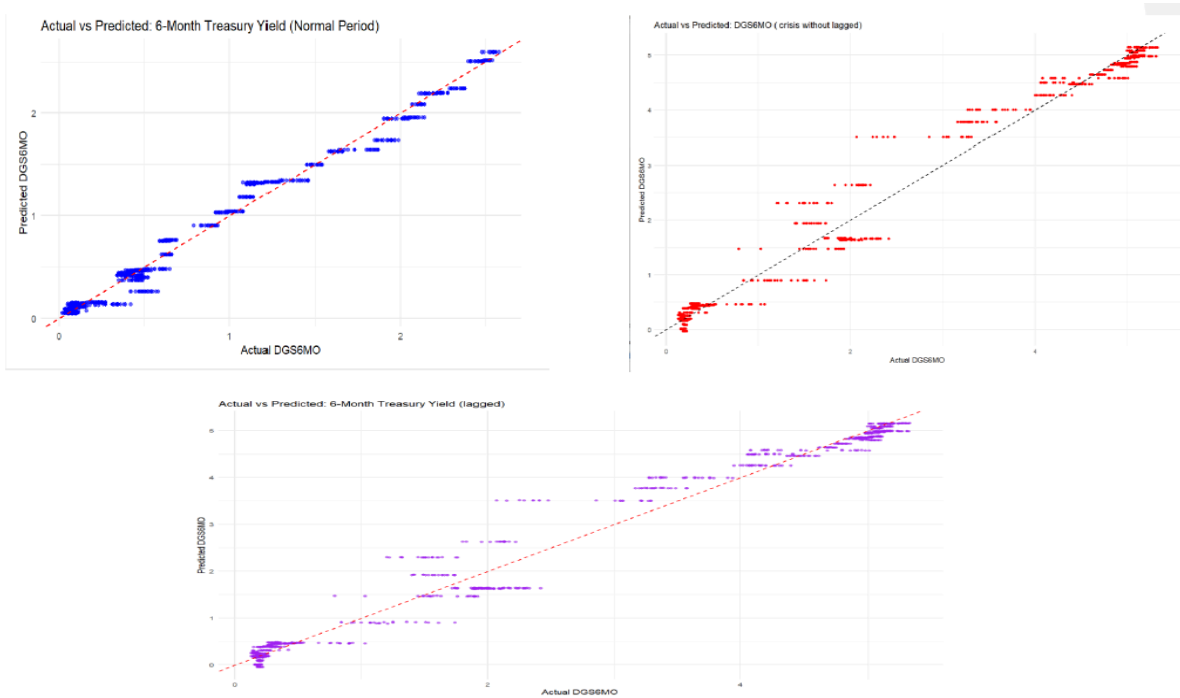 Actual vs Predicted: 6-Month Treasury Yield (Normal Period)
Predicted DGS6MO
2
1
0
0
1
2
Actual DGS6MO
Actual vs Predicted: DGS6MO ( crisis without lagged)
Predicted DGS6MO
5
4
3
2
1
0
0
2
4
Actual DGS6MO
Actual vs Predicted: 6-Month Treasury Yield (lagged)
Predicted DGS6MO
5
4
3
2
1
0
0
2
4
Actual DGS6MO